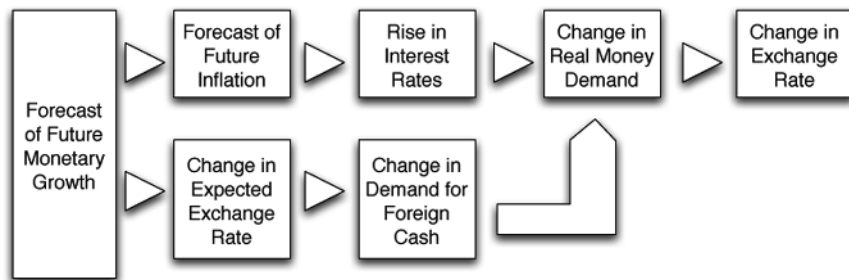 Forecast
of Future
Monetary
Growth
Forecast of
Future
Inflation
Rise in
Interest
Rates
Change in
Real Money
Demand
Change in
Exchange
Rate
Change in
Expected
Exchange
Rate
Change in
Demand for
Foreign
Cash